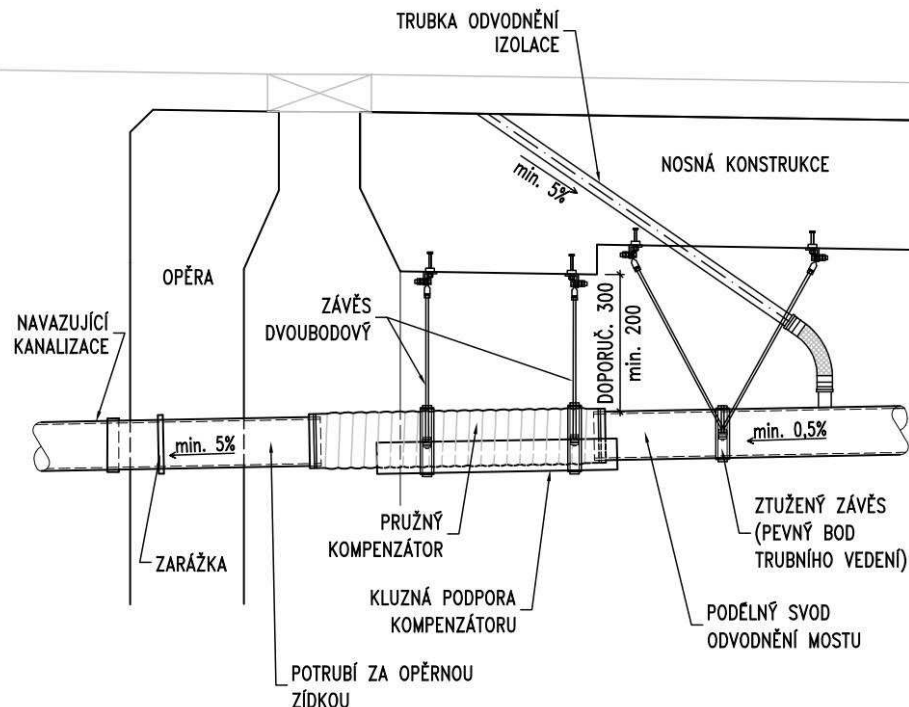 TRUBKA ODVODNĚNÍ
IZOLACE
NOSNÁ KONSTRUKCE
min. 5%
OPĚRA
ZÁVĚS
DVOUBODOVÝ
DOPORUČ. 300
min. 200
NAVAZUJÍCÍ
KANALIZACE
min. 5%
min. 0,5%
ZARÁŽKA
PRUŽNÝ
KOMPENZÁTOR
ZTUŽENÝ ZÁVĚS
(PEVNÝ BOD
TRUBNÍHO VEDENÍ)
KLUZNÁ PODPORA
KOMPENZÁTORU
PODÉLNÝ SVOD
ODVODNĚNÍ MOSTU
POTRUBÍ ZA OPĚRNOU
ZÍDKOU